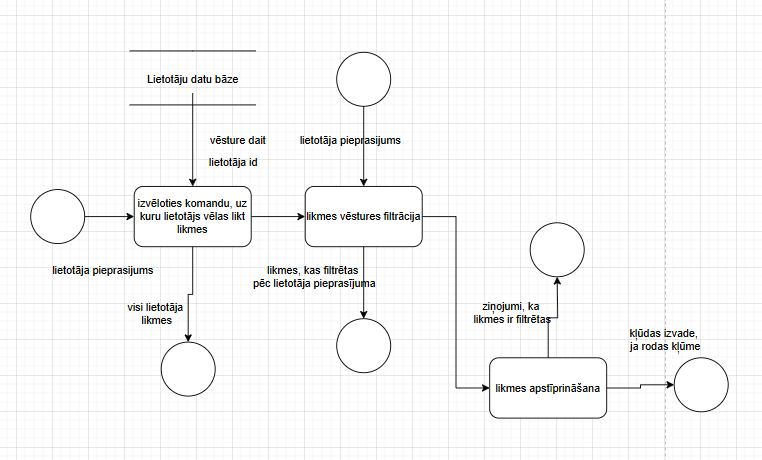 Lietotāju datu bāze
vēsture dait
lietotāja id
lietotāja pieprasijums
izvēloties komandu, uz
kuru lietotājs vēlas likt
likmes
likmes vēstures filtrācija
lietotāja pieprasijums
likmes, kas filtrētas
pēc lietotāja pieprasījuma
visi lietotāja
likmes
ziņojumi, ka
likmes ir filtrētas
kļūdas izvade,
ja rodas kļūme
likmes apstīprināšana